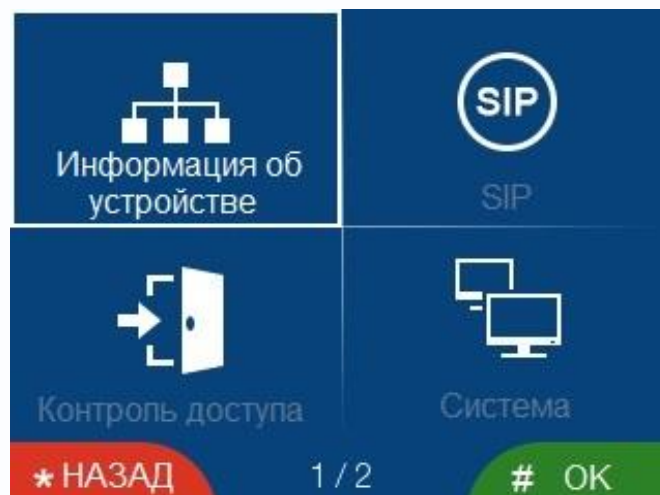 SIP
Информация об
устройстве
SIP
Контроль доступа
Система
* НАЗАД
1 / 2
# OK